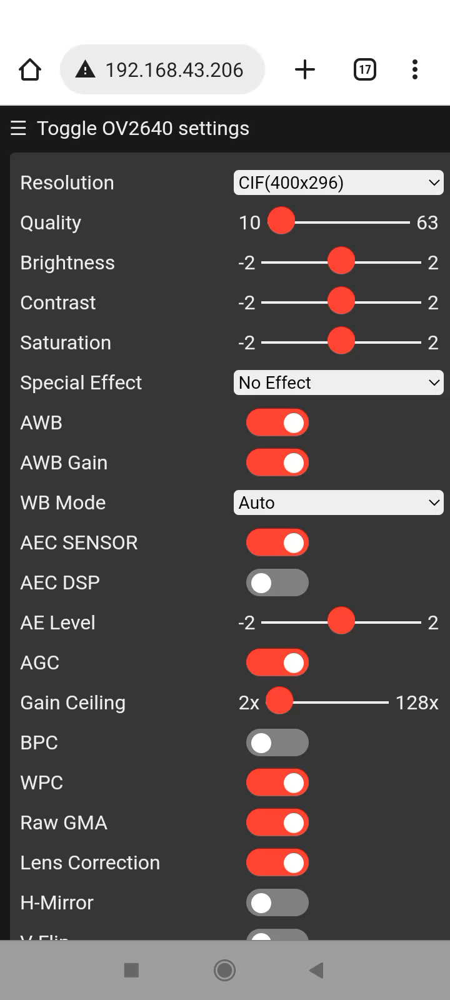 192.168.43.206
17
☰ Toggle OV2640 settings
Resolution CIF(400x296)
Quality 10 63
Brightness -2 2
Contrast -2 2
Saturation -2 2
Special Effect No Effect
AWB
AWB Gain
WB Mode Auto
AEC SENSOR
AEC DSP
AE Level -2 2
AGC
Gain Ceiling 2x 128x
BPC
WPC
Raw GMA
Lens Correction
H-Mirror
V-Flip